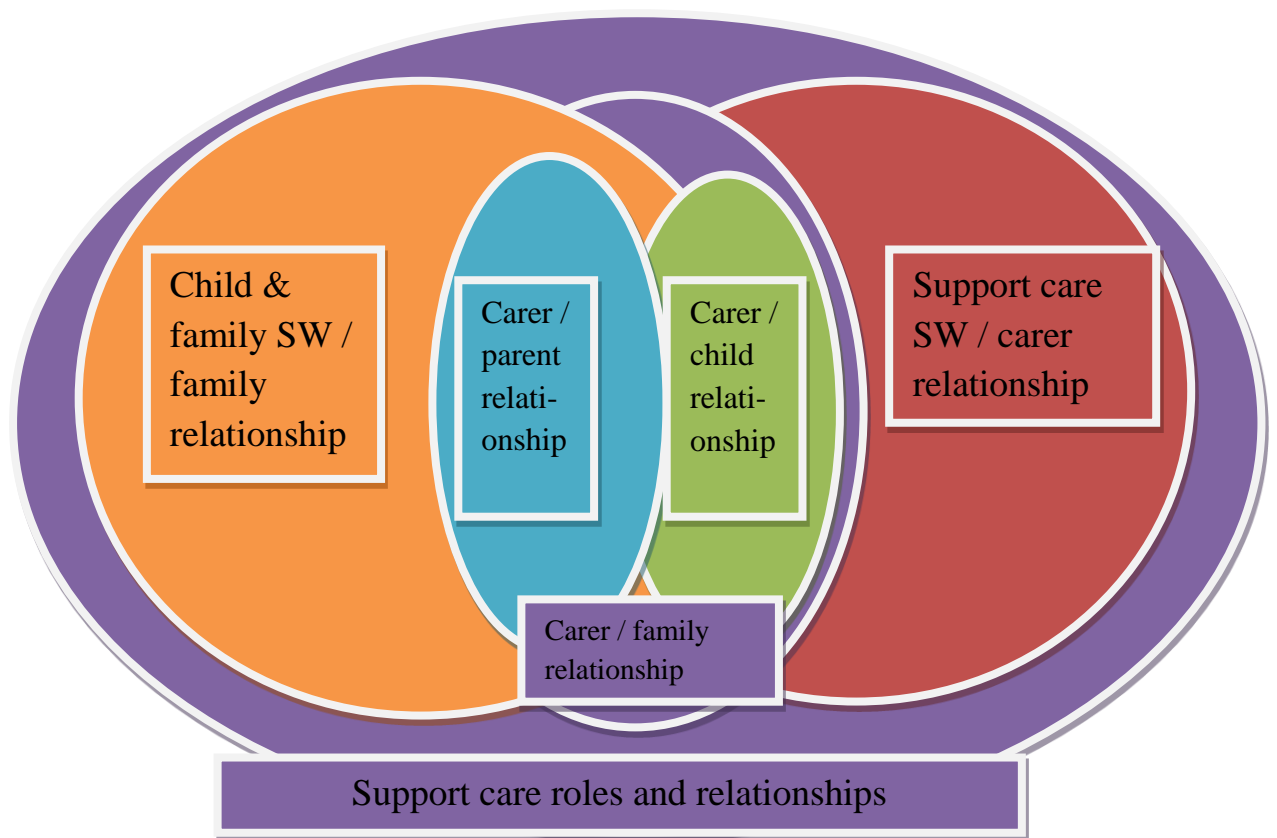 Child &
family SW /
family
relationship
Carer /
parent
relati-
onship
Carer /
child
relati-
onship
Support care
SW / carer
relationship
Carer / family
relationship
Support care roles and relationships